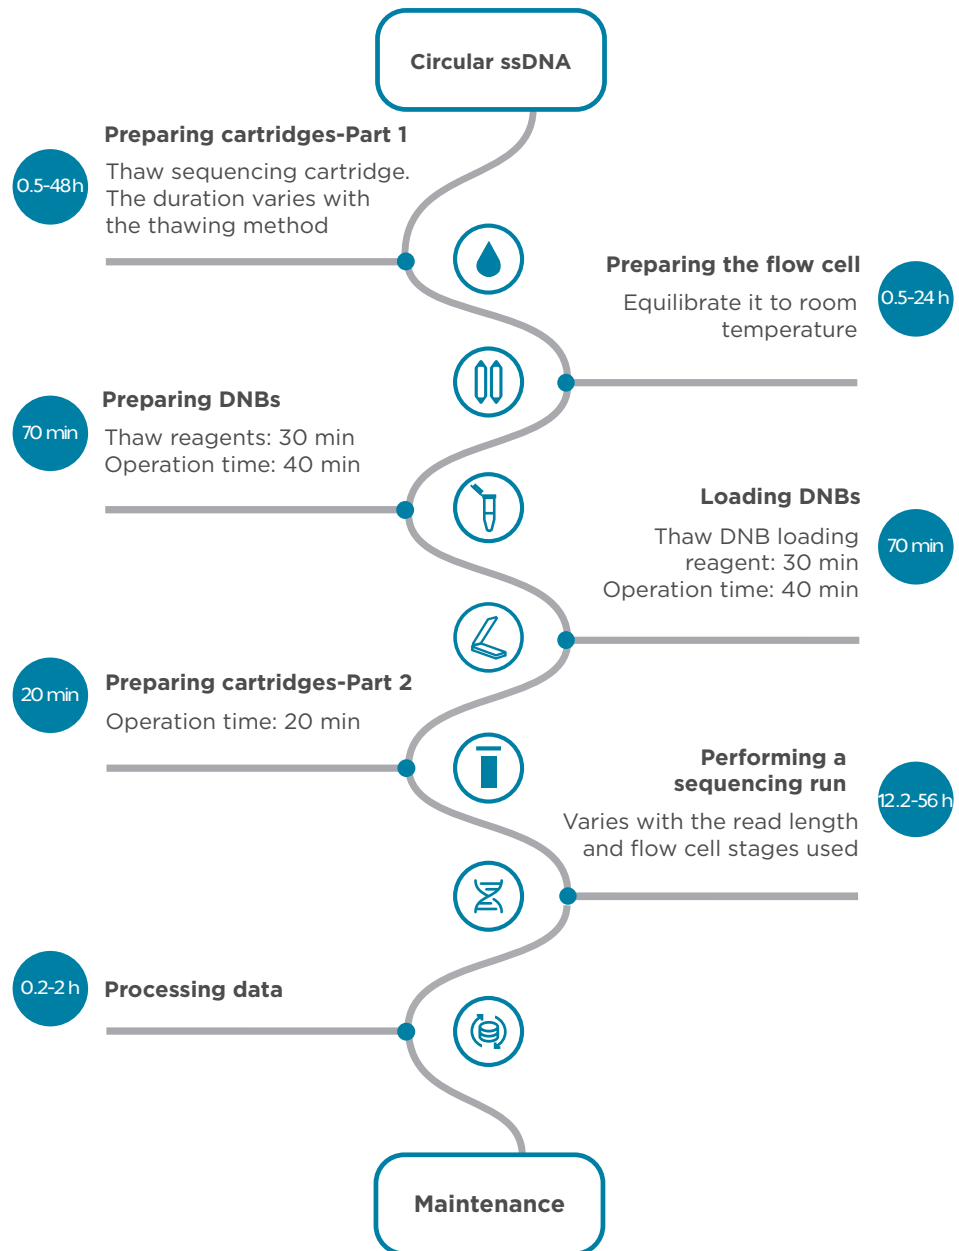 Circular ssDNA
Preparing cartridges-Part 1
0.5-48h
Thaw sequencing cartridge.
The duration varies with
the thawing method
Preparing the flow cell
0.5-24 h
Equilibrate it to room
temperature
Preparing DNBs
70 min
Thaw reagents: 30 min
Operation time: 40 min
Loading DNBs
70 min
Thaw DNB loading
reagent: 30 min
Operation time: 40 min
Preparing cartridges-Part 2
20 min
Operation time: 20 min
Performing a
sequencing run
12.2-56 h
Varies with the read length
and flow cell stages used
0.2-2 h
Processing data
Maintenance